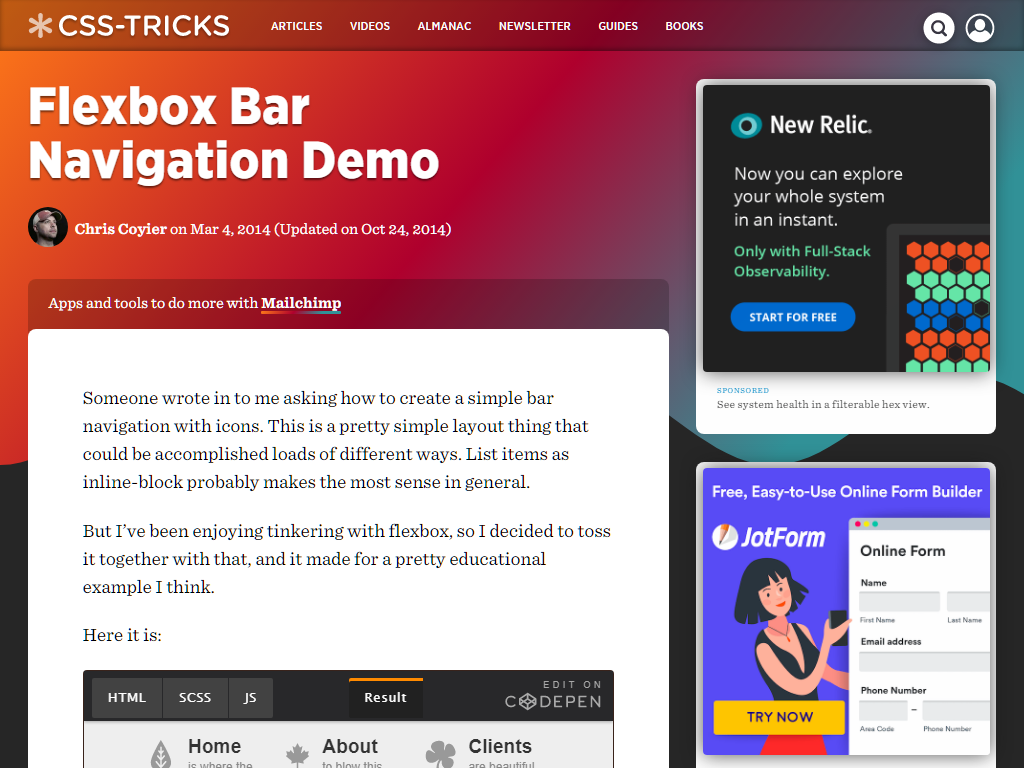 CSS-TRICKS
ARTICLES
VIDEOS
ALMANAC
NEWSLETTER
GUIDES
BOOKS
Flexbox Bar
Navigation Demo
Chris Coyier on Mar 4, 2014 (Updated on Oct 24, 2014)
Apps and tools to do more with Mailchimp
Someone wrote in to me asking how to create a simple bar
navigation with icons. This is a pretty simple layout thing that
could be accomplished loads of different ways. List items as
inline-block probably makes the most sense in general.
But I’ve been enjoying tinkering with flexbox, so I decided to toss
it together with that, and it made for a pretty educational
example I think.
Here it is:
HTML
SCSS
JS
Result
EDIT ON
CODEPEN
Home
is where the
About
to blow this
Clients
are beautiful
New Relic.
Now you can explore
your whole system
in an instant.
Only with Full-Stack
Observability.
START FOR FREE
SPONSORED
See system health in a filterable hex view.
Free, Easy-to-Use Online Form Builder
JotForm
Online Form
Name
First Name
Last Name
Email address
Phone Number
–
Area Code
Phone Number
TRY NOW